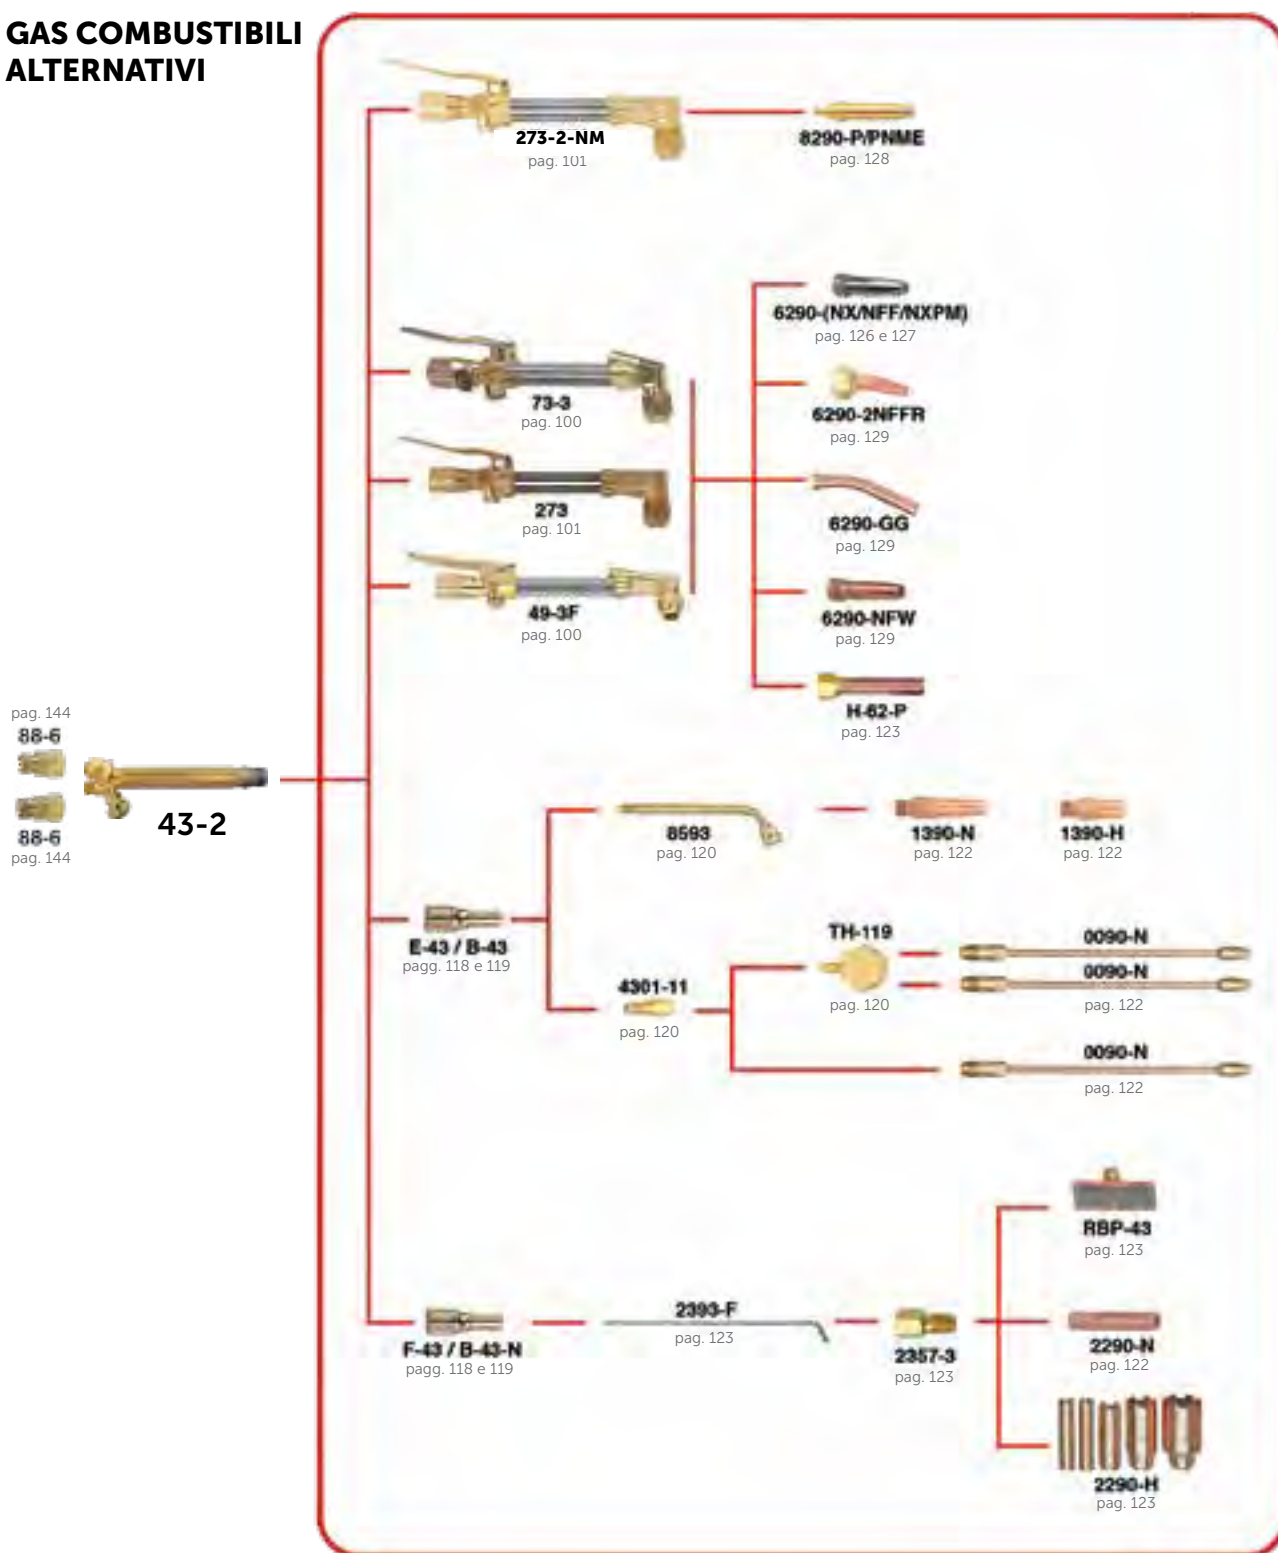 GAS COMBUSTIBILI
ALTERNATIVI
273-2-NM
pag. 101
8290-P/PNME
pag. 128
6290-(NX/NFF/NXPM)
pag. 126 e 127
73-3
pag. 100
6290-2NFFR
pag. 129
273
pag. 101
6290-GG
pag. 129
49-3F
pag. 100
6290-NFW
pag. 129
H-62-P
pag. 123
pag. 144
88-6
43-2
88-6
pag. 144
8593
pag. 120
1390-N
pag. 122
1390-H
pag. 122
E-43 / B-43
pagg. 118 e 119
TH-119
pag. 120
0090-N
0090-N
pag. 122
4301-11
pag. 120
0090-N
pag. 122
RBP-43
pag. 123
F-43 / B-43-N
pagg. 118 e 119
2393-F
pag. 123
2357-3
pag. 123
2290-N
pag. 122
2290-H
pag. 123